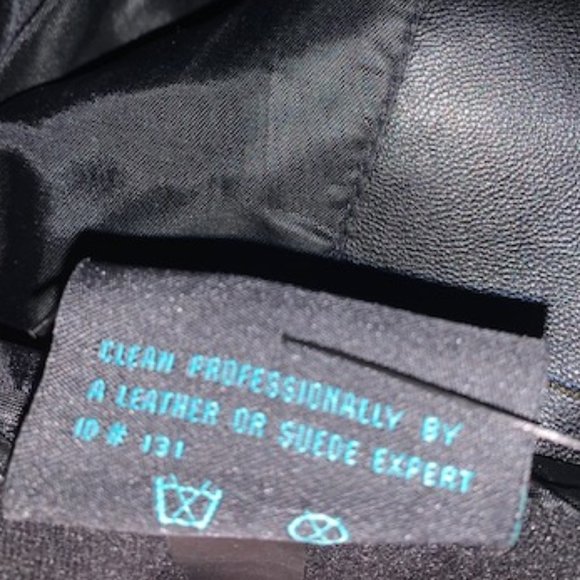 CLEAN PROFESSIONALLY BY
A LEATHER OR SUEDE EXPERT
ID # 131